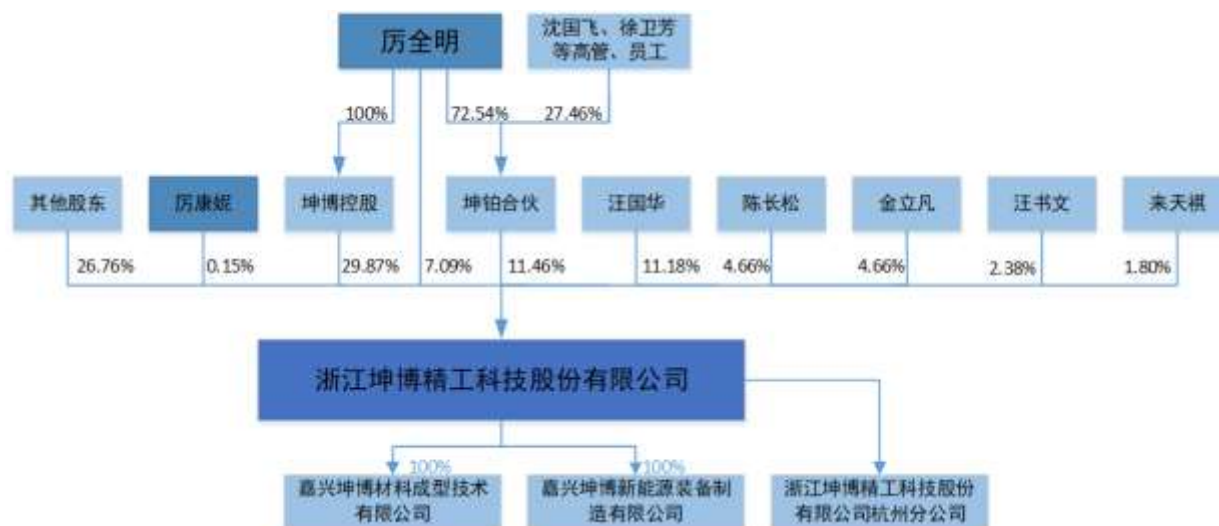 厉全明
沈国飞、徐卫芳
等高管、员工
100%
72.54%
27.46%
其他股东
厉康妮
坤博控股
坤铂合伙
汪国华
陈长松
金立凡
汪书文
来天祺
26.76%
0.15%
29.87%
7.09%
11.46%
11.18%
4.66%
4.66%
2.38%
1.80%
浙江坤博精工科技股份有限公司
100%
100%
嘉兴坤博材料成型技术
有限公司
嘉兴坤博新能源装备制
造有限公司
浙江坤博精工科技股份
有限公司杭州分公司